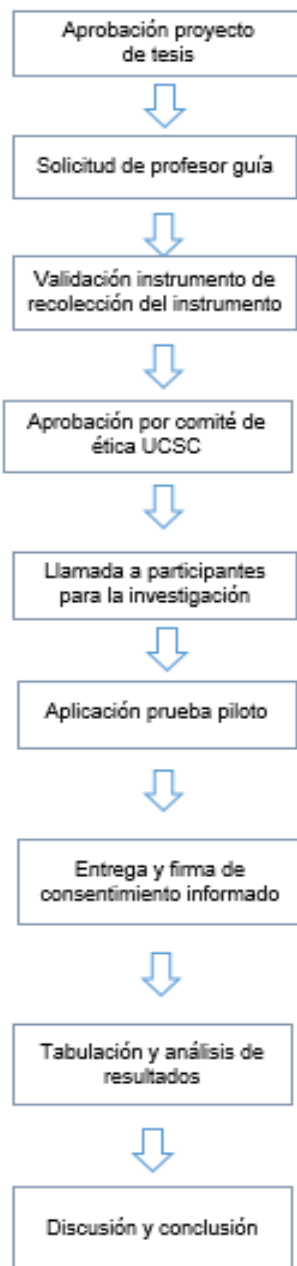 Aprobación proyecto
de tesis
Solicitud de profesor guía
Validación instrumento de
recolección del instrumento
Aprobación por comité de
ética UCSC
Llamada a participantes
para la investigación
Aplicación prueba piloto
Entrega y firma de
consentimiento informado
Tabulación y análisis de
resultados
Discusión y conclusión